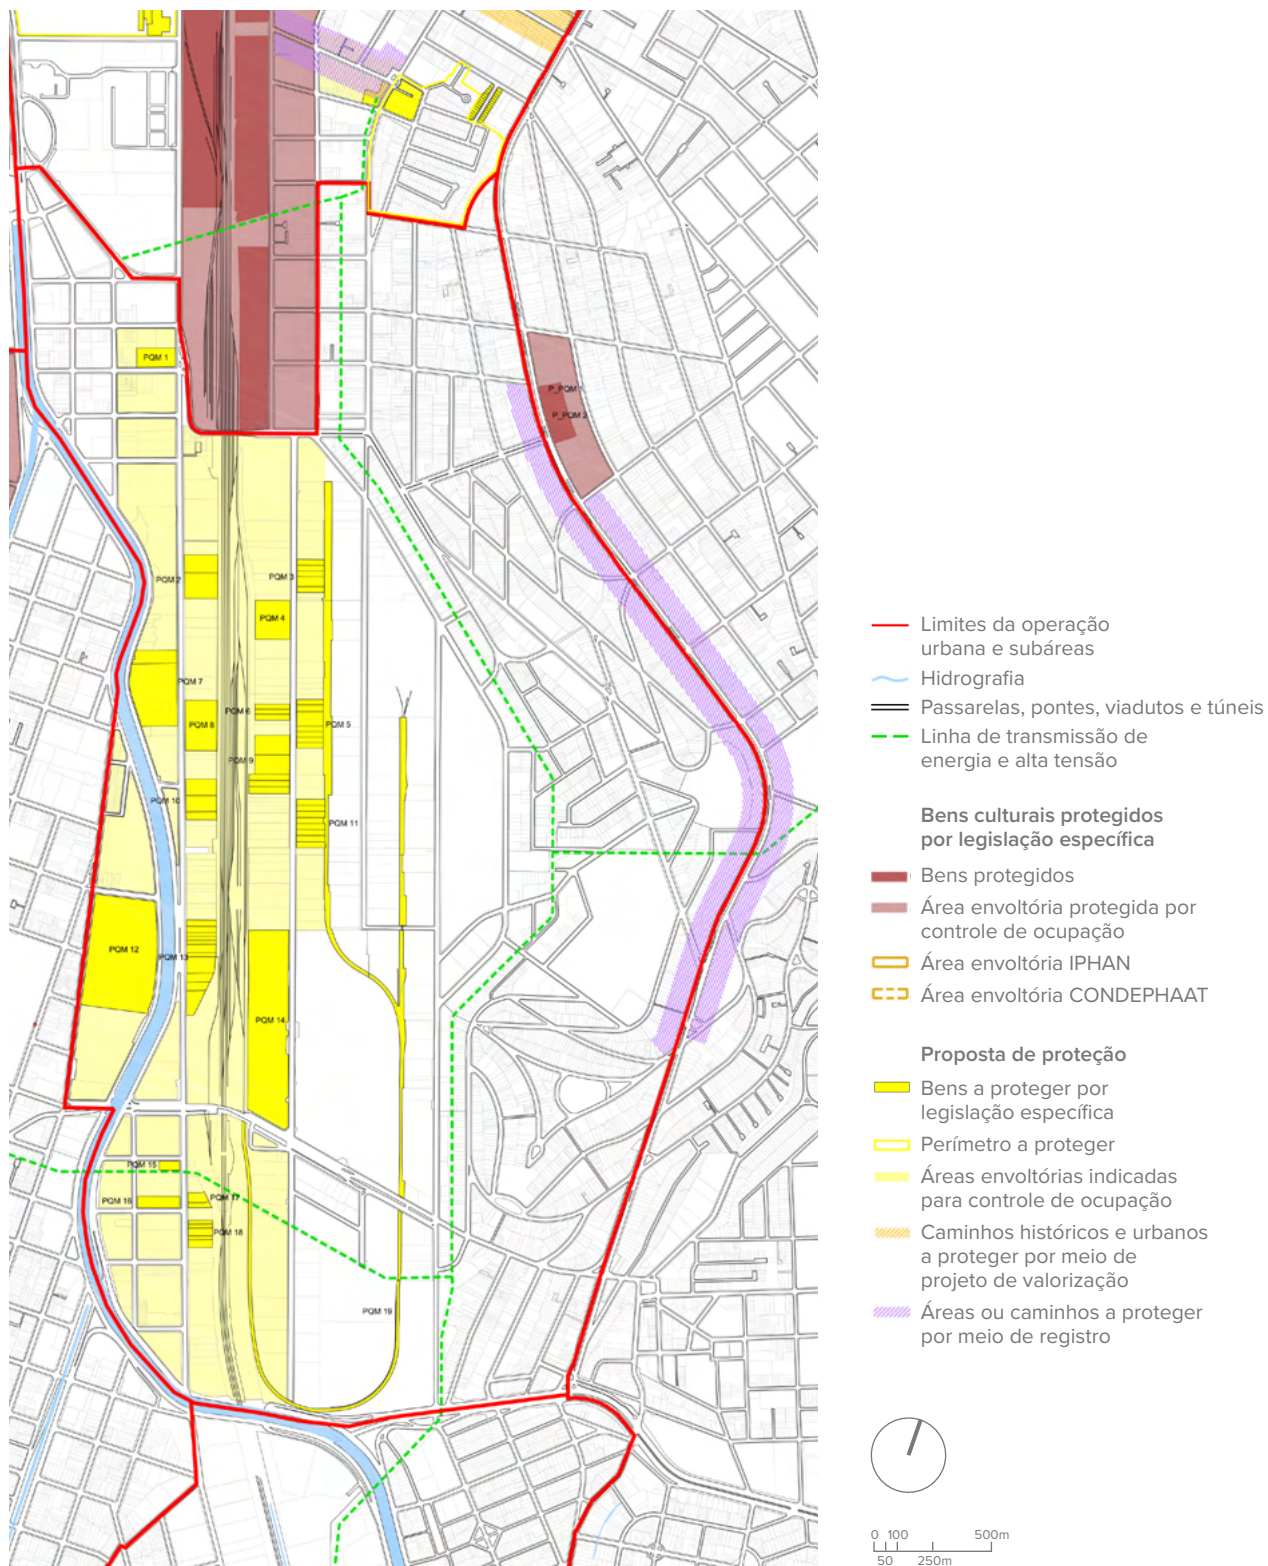 PQM 1
P_PQM 1
P_PQM 2
PQM 2
PQM 3
PQM 4
PQM 7
PQM 6
PQM 8
PQM 5
PQM 9
PQM 10
PQM 11
PQM 12
PQM 13
PQM 14
PQM 15
PQM 16
PQM 17
PQM 18
PQM 19
Limites da operação
urbana e subáreas
Hidrografia
Passarelas, pontes, viadutos e túneis
Linha de transmissão de
energia e alta tensão
Bens culturais protegidos
por legislação específica
Bens protegidos
Área envoltória protegida por
controle de ocupação
Área envoltória IPHAN
Área envoltória CONDEPHAAT
Proposta de proteção
Bens a proteger por
legislação específica
Perímetro a proteger
Áreas envoltórias indicadas
para controle de ocupação
Caminhos históricos e urbanos
a proteger por meio de
projeto de valorização
Áreas ou caminhos a proteger
por meio de registro
0 100 500m
50 250m